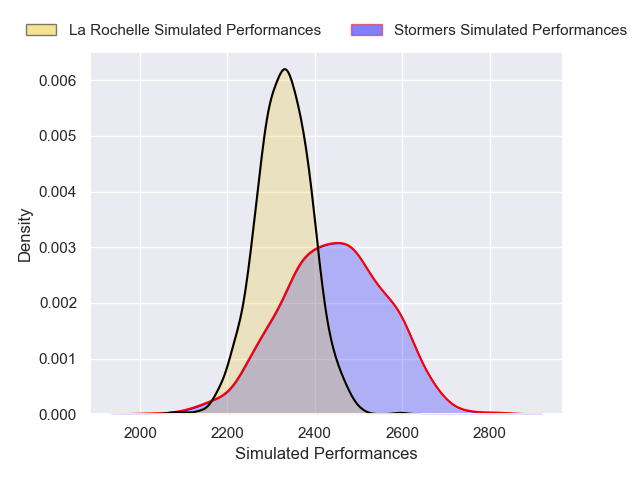 La Rochelle Simulated Performances
Stormers Simulated Performances
0.006
0.005
0.004
0.003
0.002
0.001
0.000
Density
2000 2200 2400 2600 2800
Simulated Performances